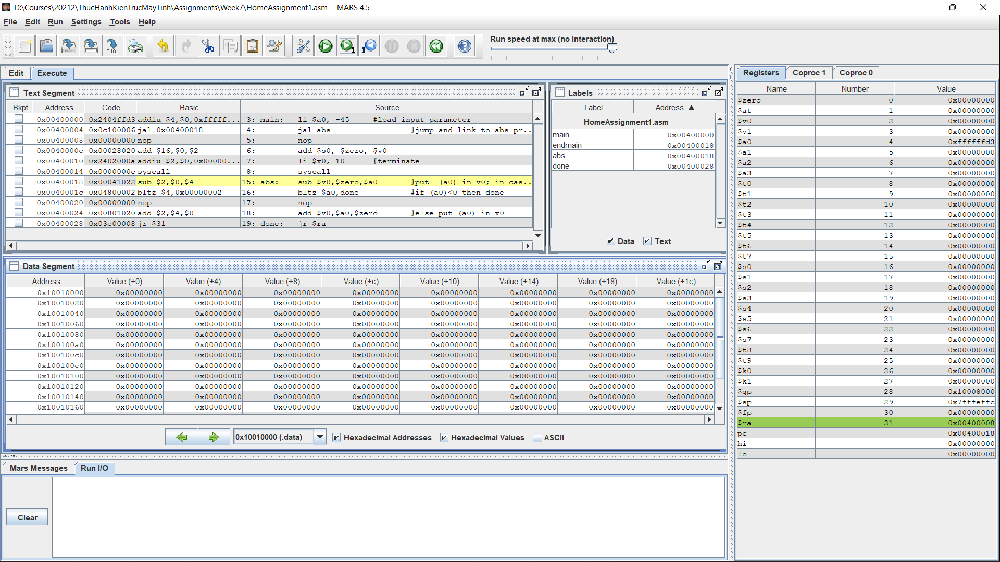 D:\Courses\20212\ThucHanhKienTrucMayTinh\Assignments\Week7\HomeAssignment1.asm - MARS 4.5
File Edit Run Settings Tools Help
Run speed at max (no interaction)
Edit Execute
Text Segment
Bkpt Address Code Basic Source
0x00400000 0x2404ffd3 addiu $4,$0,0xfffff... 3: main: li $a0, -45 #load input parameter
0x00400004 0x0c100006 jal 0x00400018 4: jal abs #jump and link to abs pr..
0x00400008 0x00000000 nop 5: nop
0x0040000c 0x00028020 add $16,$0,$2 6: add $s0, $zero, $v0
0x00400010 0x2402000a addiu $2,$0,0x00000... 7: li $v0, 10 #terminate
0x00400014 0x0000000c syscall 8: syscall
0x00400018 0x00041022 sub $2,$0,$4 15: abs: sub $v0,$zero,$a0 #put -(a0) in v0; in cas..
0x0040001c 0x04800002 bltz $4,0x00000002 16: bltz $a0,done #if (a0)<0 then done
0x00400020 0x00000000 nop 17: nop
0x00400024 0x00801020 add $2,$4,$0 18: add $v0,$a0,$zero #else put (a0) in v0
0x00400028 0x03e00008 jr $31 19: done: jr $ra
Labels
Label Address ▲
HomeAssignment1.asm
main 0x00400000
endmain 0x00400018
abs 0x00400018
done 0x00400028
Data Text
Data Segment
Address Value (+0) Value (+4) Value (+8) Value (+c) Value (+10) Value (+14) Value (+18) Value (+1c)
0x10010000 0x00000000 0x00000000 0x00000000 0x00000000 0x00000000 0x00000000 0x00000000 0x00000000
0x10010020 0x00000000 0x00000000 0x00000000 0x00000000 0x00000000 0x00000000 0x00000000 0x00000000
0x10010040 0x00000000 0x00000000 0x00000000 0x00000000 0x00000000 0x00000000 0x00000000 0x00000000
0x10010060 0x00000000 0x00000000 0x00000000 0x00000000 0x00000000 0x00000000 0x00000000 0x00000000
0x10010080 0x00000000 0x00000000 0x00000000 0x00000000 0x00000000 0x00000000 0x00000000 0x00000000
0x100100a0 0x00000000 0x00000000 0x00000000 0x00000000 0x00000000 0x00000000 0x00000000 0x00000000
0x100100c0 0x00000000 0x00000000 0x00000000 0x00000000 0x00000000 0x00000000 0x00000000 0x00000000
0x100100e0 0x00000000 0x00000000 0x00000000 0x00000000 0x00000000 0x00000000 0x00000000 0x00000000
0x10010100 0x00000000 0x00000000 0x00000000 0x00000000 0x00000000 0x00000000 0x00000000 0x00000000
0x10010120 0x00000000 0x00000000 0x00000000 0x00000000 0x00000000 0x00000000 0x00000000 0x00000000
0x10010140 0x00000000 0x00000000 0x00000000 0x00000000 0x00000000 0x00000000 0x00000000 0x00000000
0x10010160 0x00000000 0x00000000 0x00000000 0x00000000 0x00000000 0x00000000 0x00000000 0x00000000
0x10010000 (.data) Hexadecimal Addresses Hexadecimal Values ASCII
Mars Messages Run I/O
Clear
Registers Coproc 1 Coproc 0
Name Number Value
$zero 0 0x00000000
$at 1 0x00000000
$v0 2 0x00000000
$v1 3 0x00000000
$a0 4 0xffffffd3
$a1 5 0x00000000
$a2 6 0x00000000
$a3 7 0x00000000
$t0 8 0x00000000
$t1 9 0x00000000
$t2 10 0x00000000
$t3 11 0x00000000
$t4 12 0x00000000
$t5 13 0x00000000
$t6 14 0x00000000
$t7 15 0x00000000
$s0 16 0x00000000
$s1 17 0x00000000
$s2 18 0x00000000
$s3 19 0x00000000
$s4 20 0x00000000
$s5 21 0x00000000
$s6 22 0x00000000
$s7 23 0x00000000
$t8 24 0x00000000
$t9 25 0x00000000
$k0 26 0x00000000
$k1 27 0x00000000
$gp 28 0x10008000
$sp 29 0x7fffeffc
$fp 30 0x00000000
$ra 31 0x00400008
pc 0x00400018
hi 0x00000000
lo 0x00000000